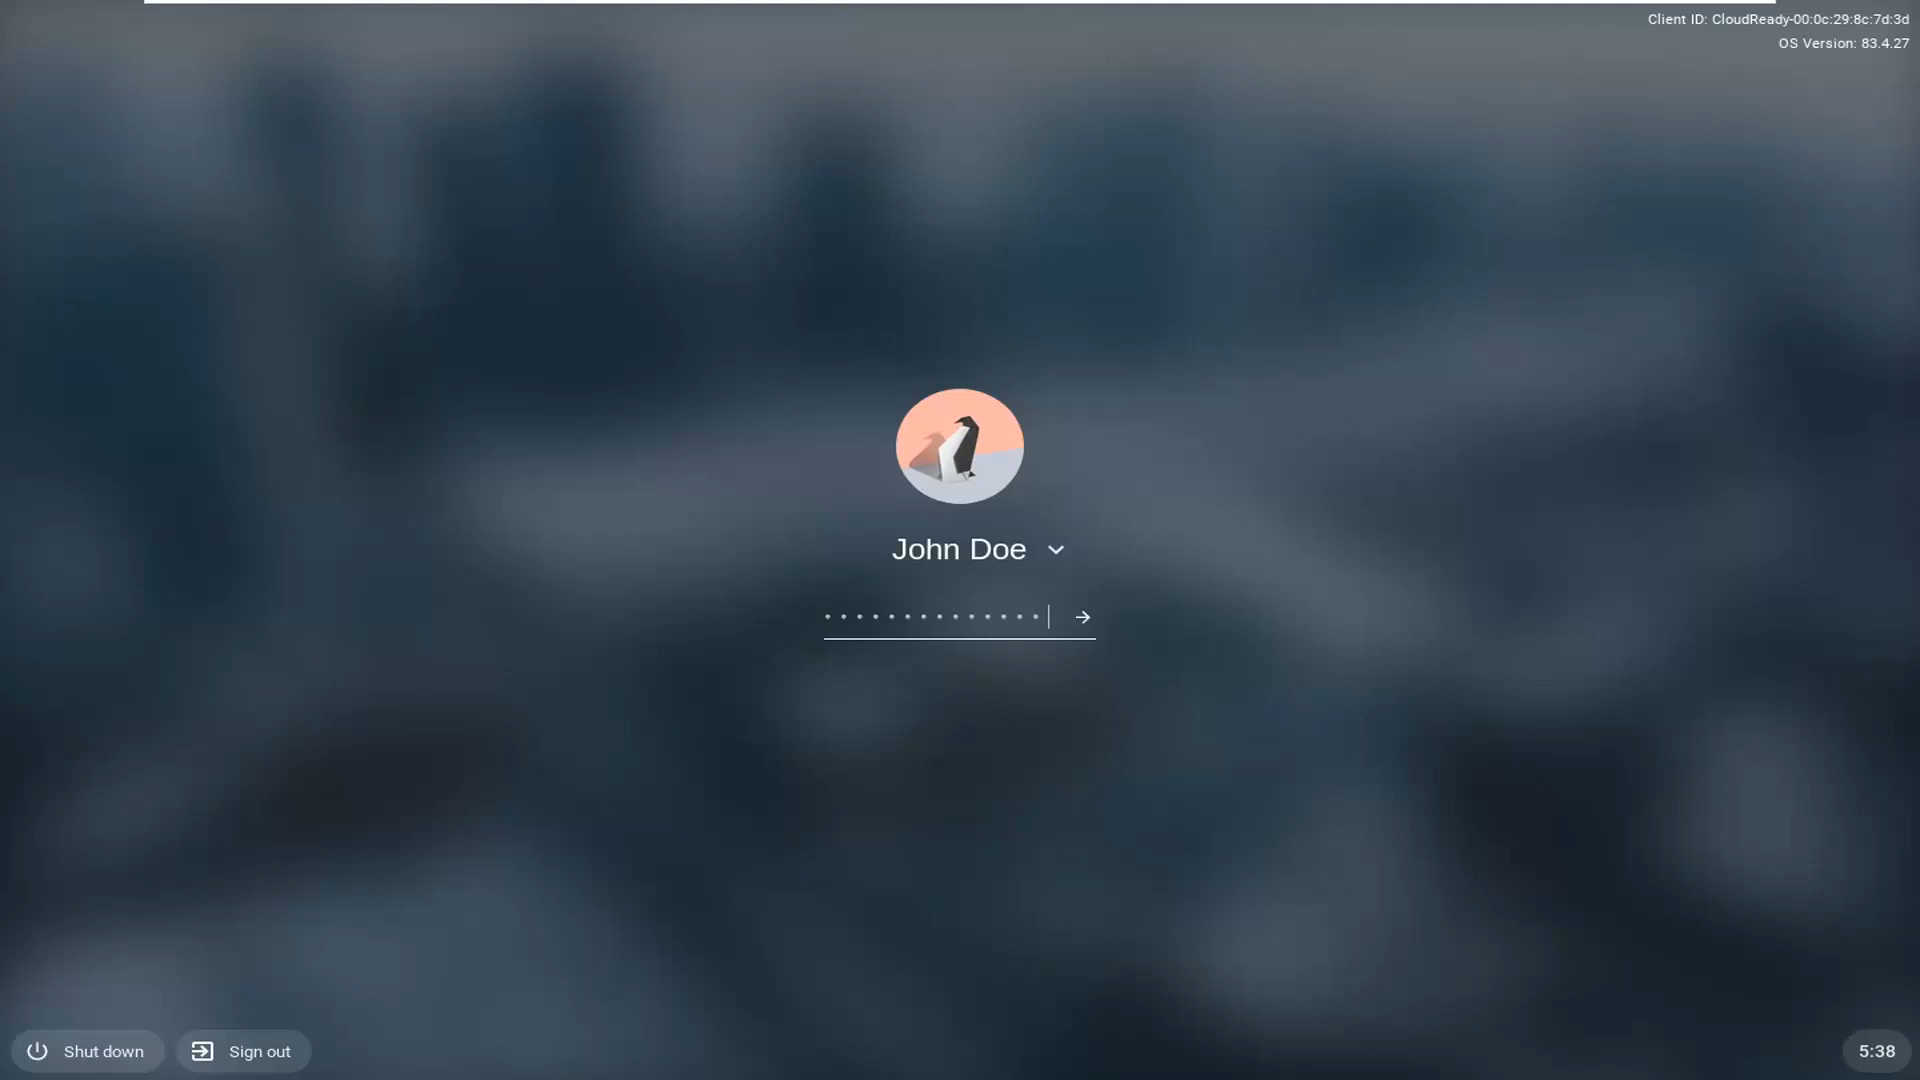 Client ID: CloudReady-00:0c:29:8c:7d:3d
OS Version: 83.4.27
John Doe
Shut down
Sign out
5:38